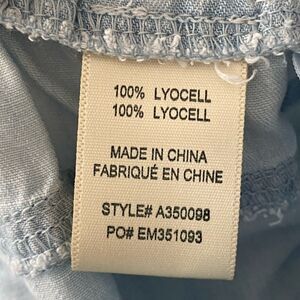 100% LYOCELL
100% LYOCELL
MADE IN CHINA
FABRIQUÉ EN CHINE
STYLE# A350098
PO# EM351093